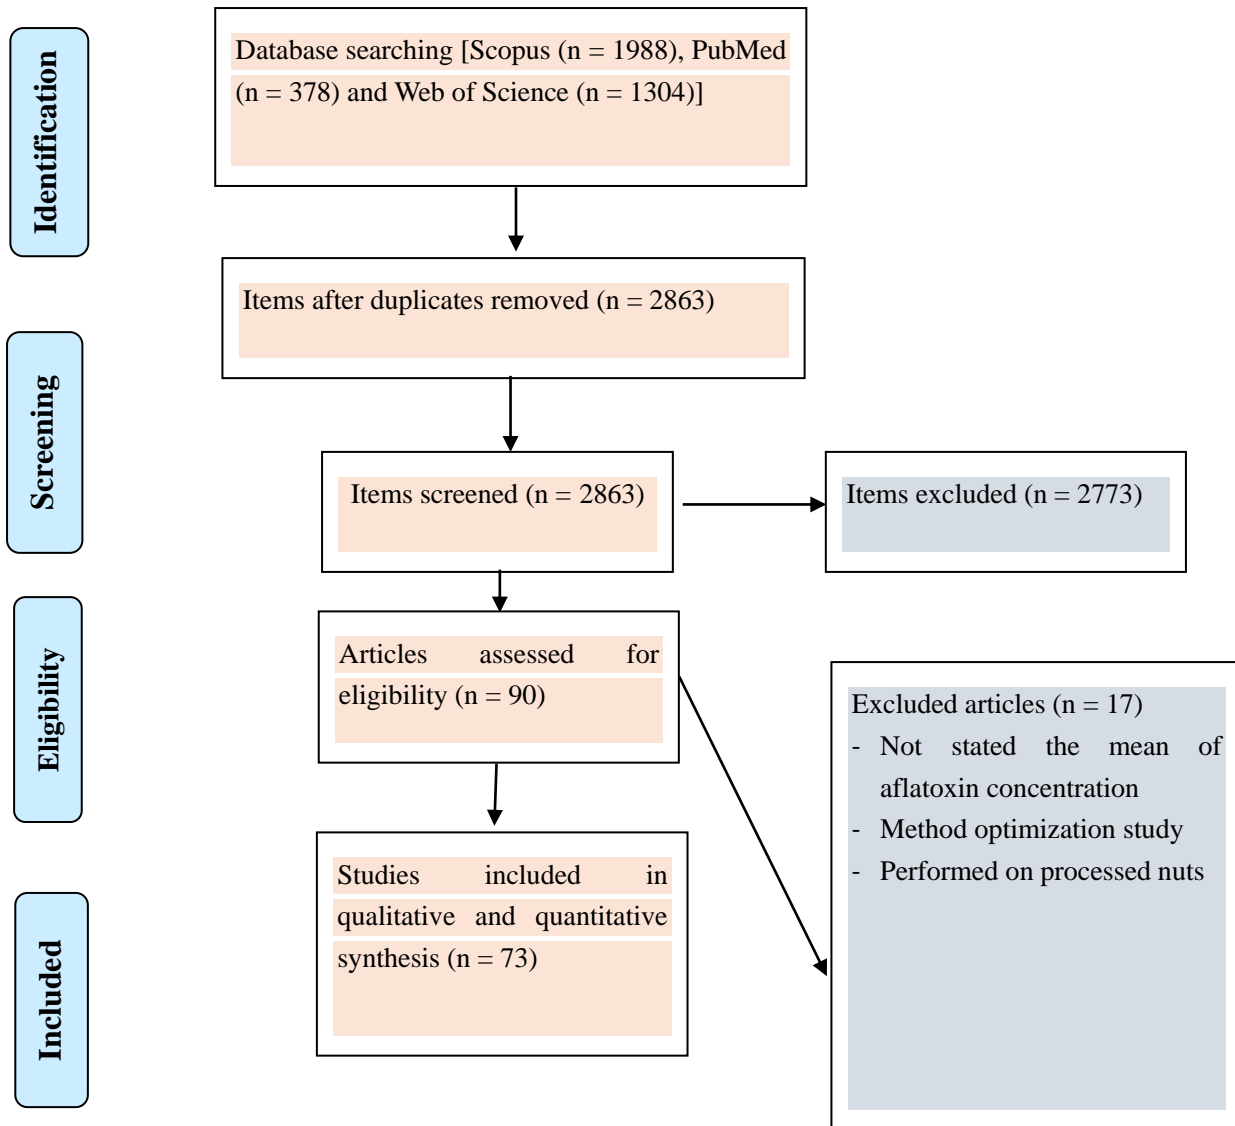 Identification
Database searching [Scopus (n = 1988), PubMed
(n = 378) and Web of Science (n = 1304)]
Items after duplicates removed (n = 2863)
Screening
Items screened (n = 2863)
Items excluded (n = 2773)
Eligibility
Articles assessed for
eligibility (n = 90)
Excluded articles (n = 17)
- Not stated the mean of
aflatoxin concentration
- Method optimization study
- Performed on processed nuts
Included
Studies included in
qualitative and quantitative
synthesis (n = 73)